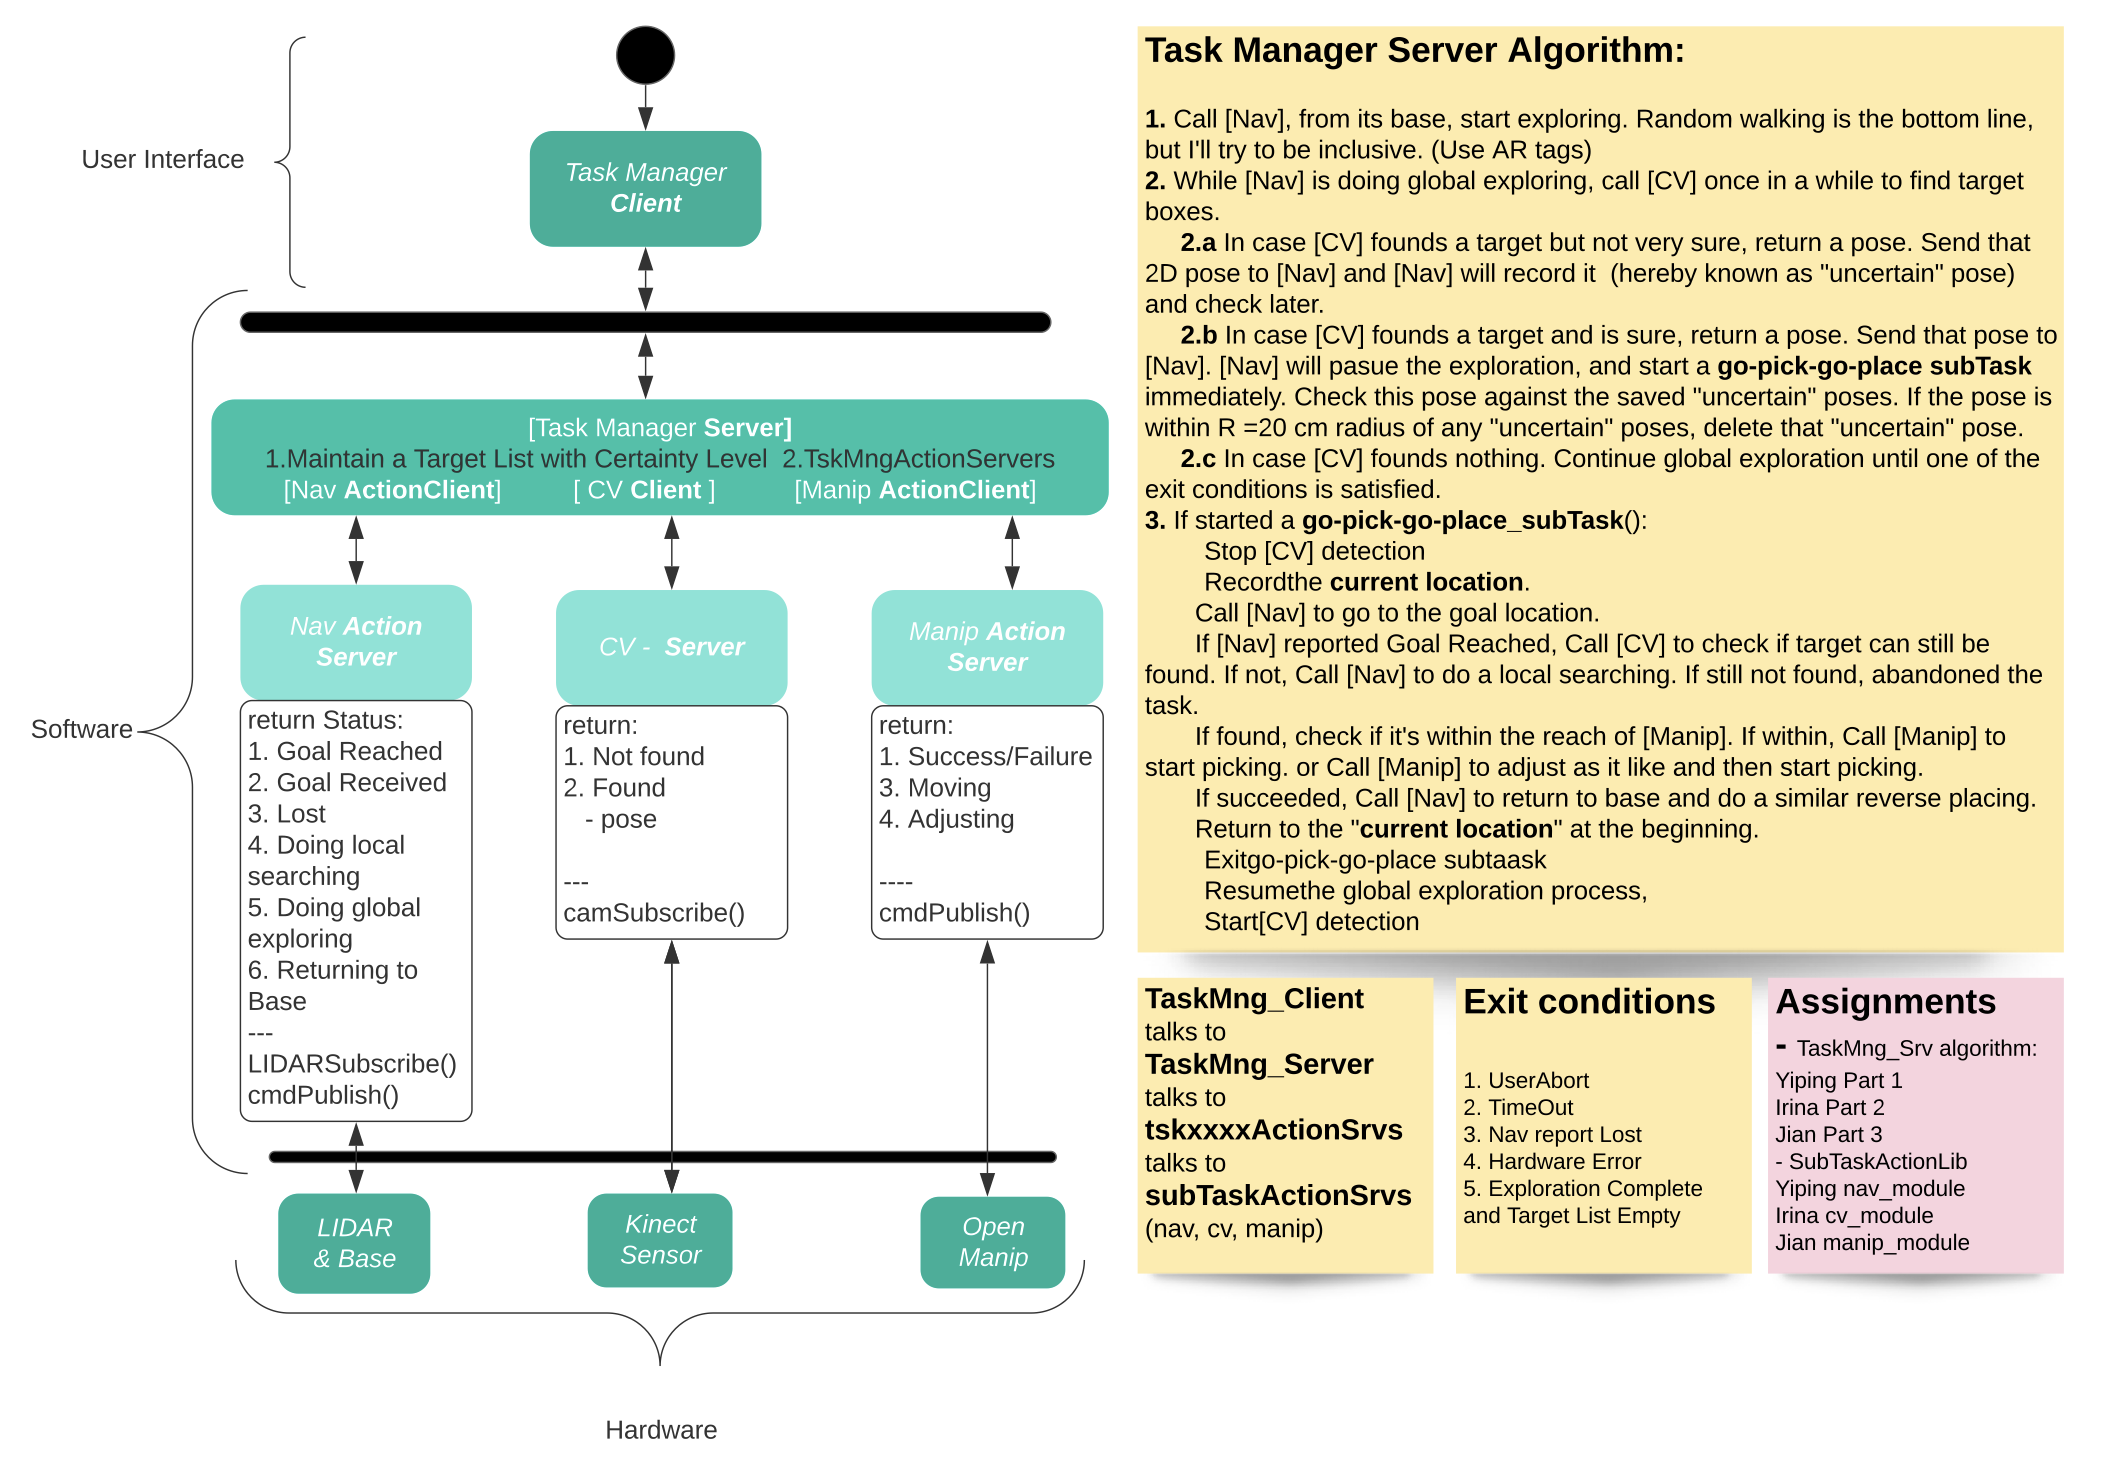 User Interface
Task Manager
Client
[Task Manager Server]
1.Maintain a Target List with Certainty Level  2.TskMngActionServers
[Nav ActionClient]  [ CV Client ]  [Manip ActionClient]
Software
Nav Action
Server
return Status:
1. Goal Reached
2. Goal Received
3. Lost
4. Doing local
searching
5. Doing global
exploring
6. Returning to
Base
---
LIDARSubscribe()
cmdPublish()
CV -  Server
return:
1. Not found
2. Found
- pose
---
camSubscribe()
Manip Action
Server
return:
1. Success/Failure
3. Moving
4. Adjusting
----
cmdPublish()
LIDAR
& Base
Kinect
Sensor
Open
Manip
Hardware
Task Manager Server Algorithm:
1. Call [Nav], from its base, start exploring. Random walking is the bottom line,
but I'll try to be inclusive. (Use AR tags)
2. While [Nav] is doing global exploring, call [CV] once in a while to find target
boxes.
2.a In case [CV] founds a target but not very sure, return a pose. Send that
2D pose to [Nav] and [Nav] will record it  (hereby known as "uncertain" pose)
and check later.
2.b In case [CV] founds a target and is sure, return a pose. Send that pose to
[Nav]. [Nav] will pasue the exploration, and start a go-pick-go-place subTask
immediately. Check this pose against the saved "uncertain" poses. If the pose is
within R =20 cm radius of any "uncertain" poses, delete that "uncertain" pose.
2.c In case [CV] founds nothing. Continue global exploration until one of the
exit conditions is satisfied.
3. If started a go-pick-go-place_subTask():
Stop [CV] detection
Recordthe current location.
Call [Nav] to go to the goal location.
If [Nav] reported Goal Reached, Call [CV] to check if target can still be
found. If not, Call [Nav] to do a local searching. If still not found, abandoned the
task.
If found, check if it's within the reach of [Manip]. If within, Call [Manip] to
start picking. or Call [Manip] to adjust as it like and then start picking.
If succeeded, Call [Nav] to return to base and do a similar reverse placing.
Return to the "current location" at the beginning.
Exitgo-pick-go-place subtaask
Resumethe global exploration process,
Start[CV] detection
TaskMng_Client
talks to
TaskMng_Server
talks to
tskxxxxActionSrvs
talks to
subTaskActionSrvs
(nav, cv, manip)
Exit conditions
1. UserAbort
2. TimeOut
3. Nav report Lost
4. Hardware Error
5. Exploration Complete
and Target List Empty
Assignments
- TaskMng_Srv algorithm:
Yiping Part 1
Irina Part 2
Jian Part 3
- SubTaskActionLib
Yiping nav_module
Irina cv_module
Jian manip_module